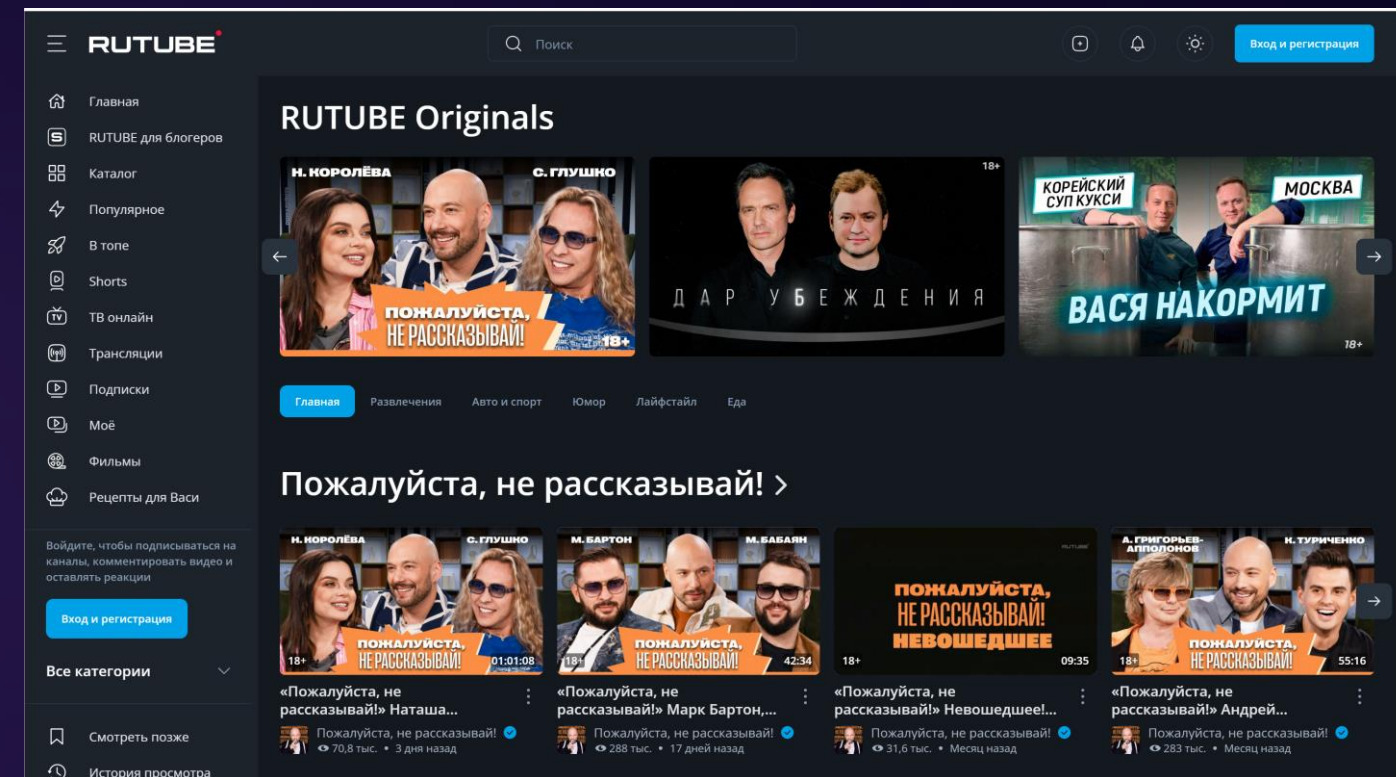 RUTUBE
Поиск
Вход и регистрация
Главная
RUTUBE для блогеров
Каталог
Популярное
В топе
Shorts
ТВ онлайн
Трансляции
Подписки
Моё
Фильмы
Рецепты для Васи
Войдите, чтобы подписываться на
каналы, комментировать видео и
оставлять реакции
Вход и регистрация
Все категории
Смотреть позже
История просмотра
RUTUBE Originals
Н. КОРОЛЁВА С. ГЛУШКО
ПОЖАЛУЙСТА,
НЕ РАССКАЗЫВАЙ!
18+
18+
ДАР УБЕЖДЕНИЯ
КОРЕЙСКИЙ
СУП КУКСИ
МОСКВА
ВАСЯ НАКОРМИТ
18+
Главная Развлечения Авто и спорт Юмор Лайфстайл Еда
Пожалуйста, не рассказывай! >
Н. КОРОЛЁВА С. ГЛУШКО
ПОЖАЛУЙСТА,
НЕ РАССКАЗЫВАЙ!
18+ 01:01:08
«Пожалуйста, не
рассказывай!» Наташа...
Пожалуйста, не рассказывай!
70,8 тыс. • 3 дня назад
М. БАРТОН М. БАБАЯН
ПОЖАЛУЙСТА,
НЕ РАССКАЗЫВАЙ!
18+ 42:34
«Пожалуйста, не
рассказывай!» Марк Бартон,...
Пожалуйста, не рассказывай!
288 тыс. • 17 дней назад
RUTUBE
ПОЖАЛУЙСТА,
НЕ РАССКАЗЫВАЙ!
НЕВОШЕДШЕЕ
18+ 09:35
«Пожалуйста, не
рассказывай!» Невошедшее!...
Пожалуйста, не рассказывай!
31,6 тыс. • Месяц назад
А. ГРИГОРЬЕВ-
АППОЛОНОВ
К. ТУРИЧЕНКО
ПОЖАЛУЙСТА,
НЕ РАССКАЗЫВАЙ!
18+ 55:16
«Пожалуйста, не
рассказывай!» Андрей...
Пожалуйста, не рассказывай!
283 тыс. • Месяц назад